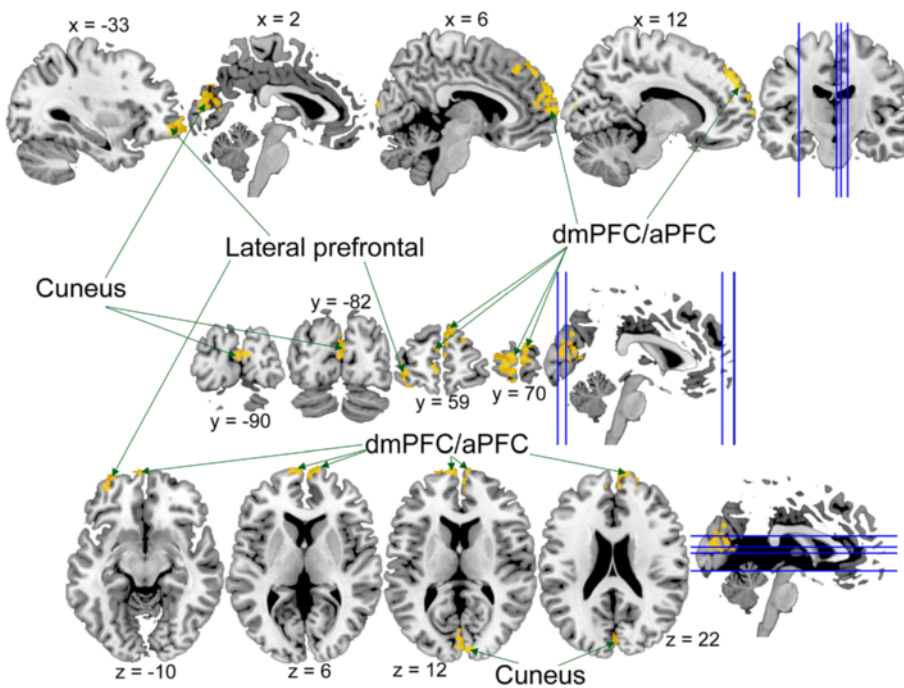 x = -33
x = 2
x = 6
x = 12
dmPFC/aPFC
Lateral prefrontal
Cuneus
y = -82
y = -90
y = 59
y = 70
dmPFC/aPFC
z = -10
z = 6
z = 12
z = 22
Cuneus